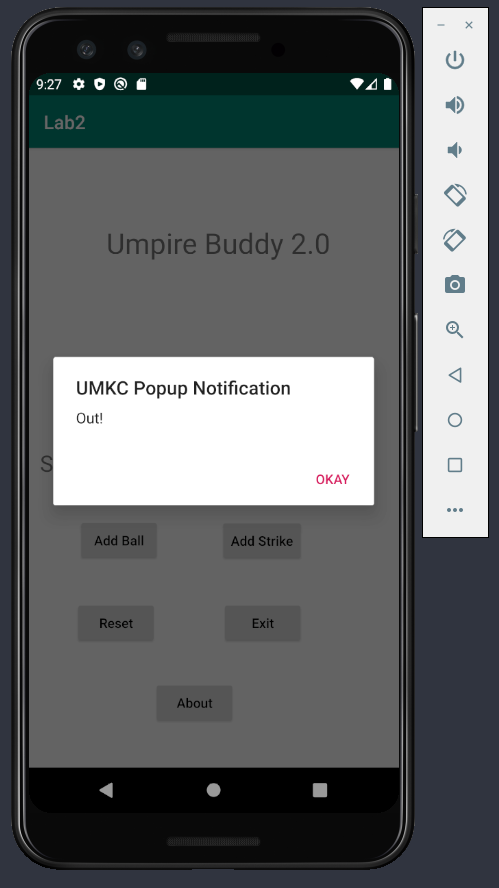 9:27
Lab2
Umpire Buddy 2.0
UMKC Popup Notification
Out!
S
OKAY
Add Ball Add Strike
Reset Exit
About